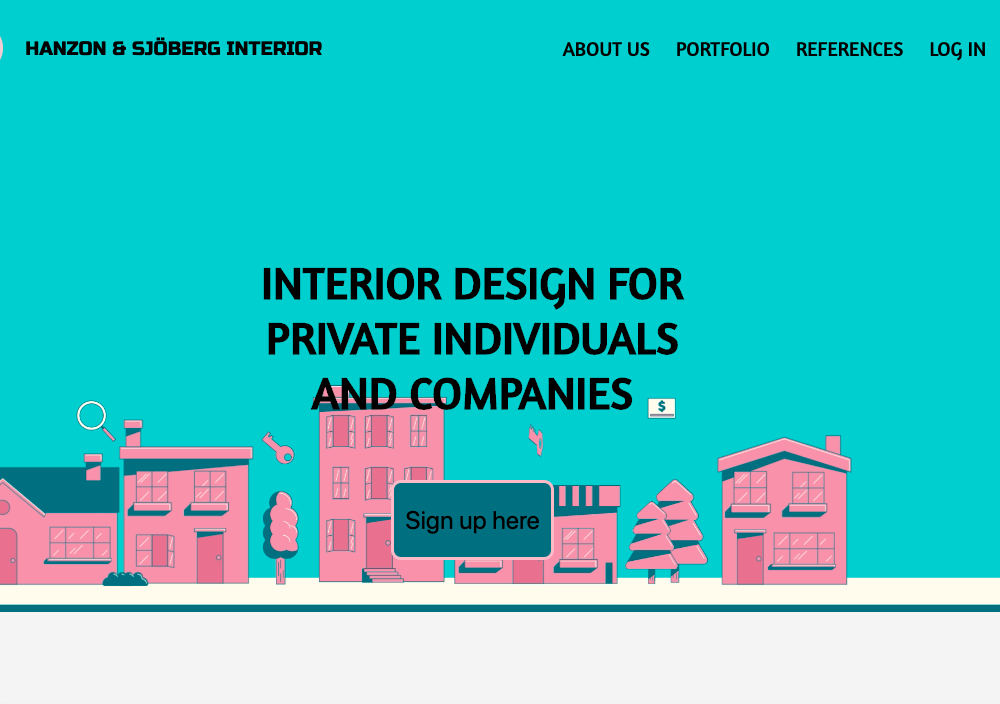 HANZON & SJÖBERG INTERIOR
ABOUT US PORTFOLIO REFERENCES LOG IN
INTERIOR DESIGN FOR
PRIVATE INDIVIDUALS
AND COMPANIES
$
Sign up here